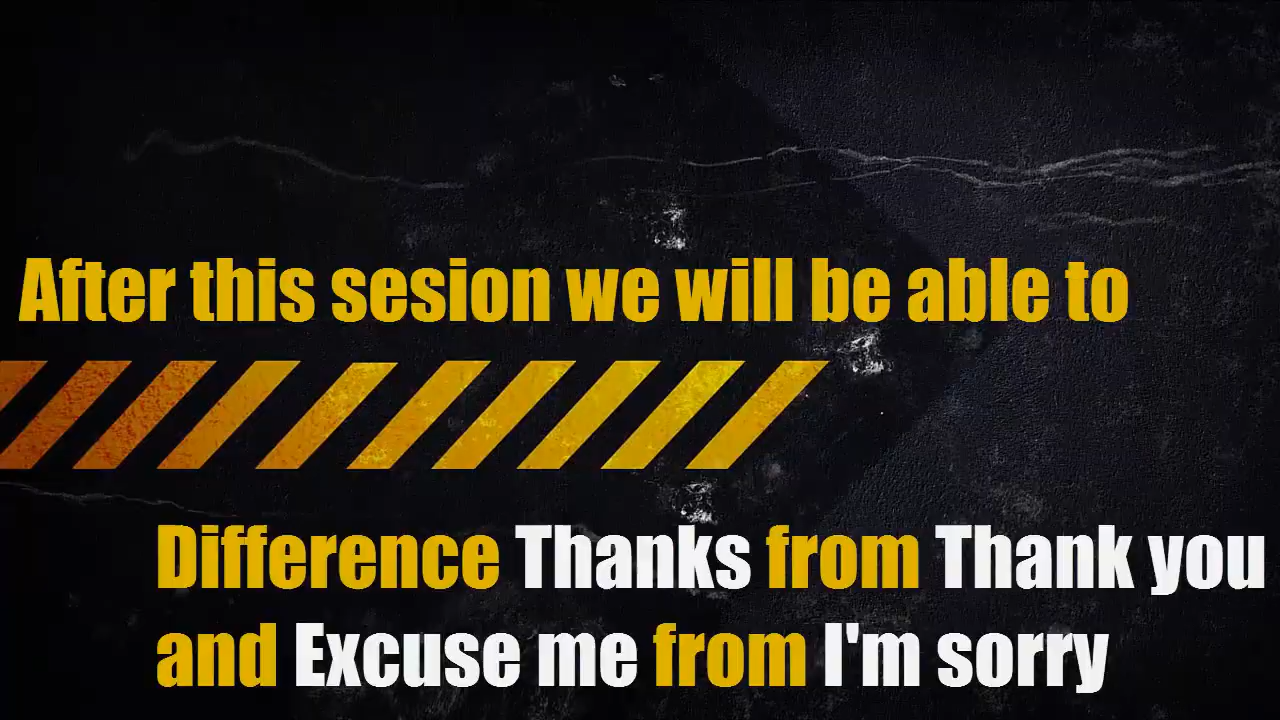 After this sesion we will be able to
Difference Thanks from Thank you
and Excuse me from I'm sorry